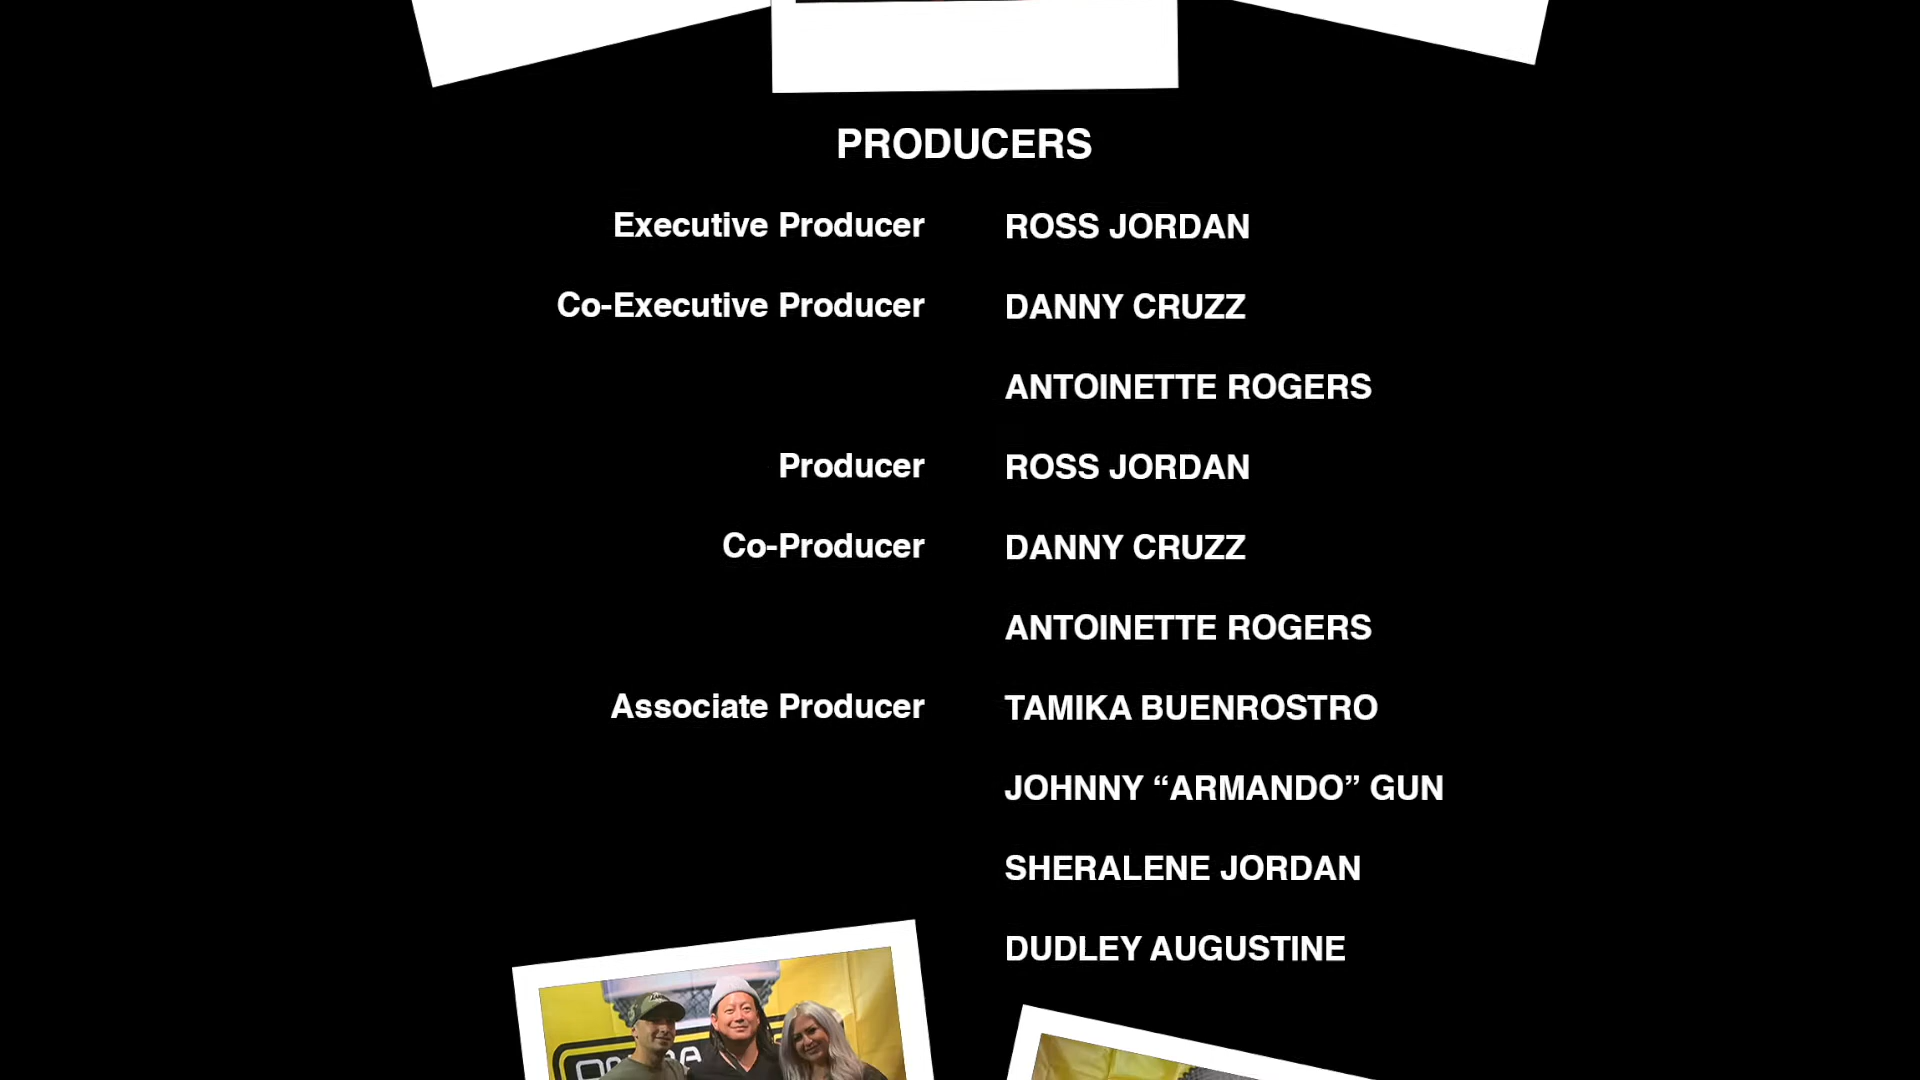 PRODUCERS
Executive Producer ROSS JORDAN
Co-Executive Producer DANNY CRUZZ
ANTOINETTE ROGERS
Producer ROSS JORDAN
Co-Producer DANNY CRUZZ
ANTOINETTE ROGERS
Associate Producer TAMIKA BUENROSTRO
JOHNNY “ARMANDO” GUN
SHERALENE JORDAN
DUDLEY AUGUSTINE